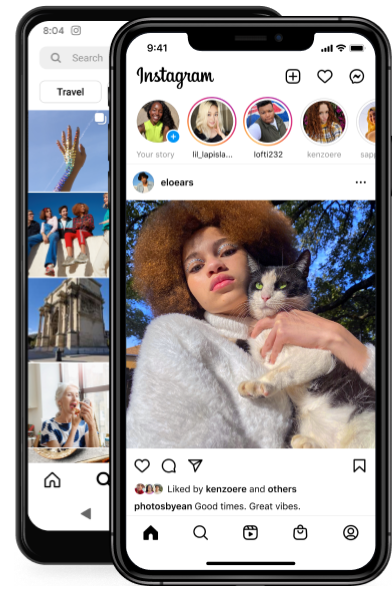 8:04
Search
Travel
9:41
Instagram
Your story
lil_lapisla...
lofti232
kenzoere
sapp
eloears
Liked by kenzoere and others
photosbyean Good times. Great vibes.